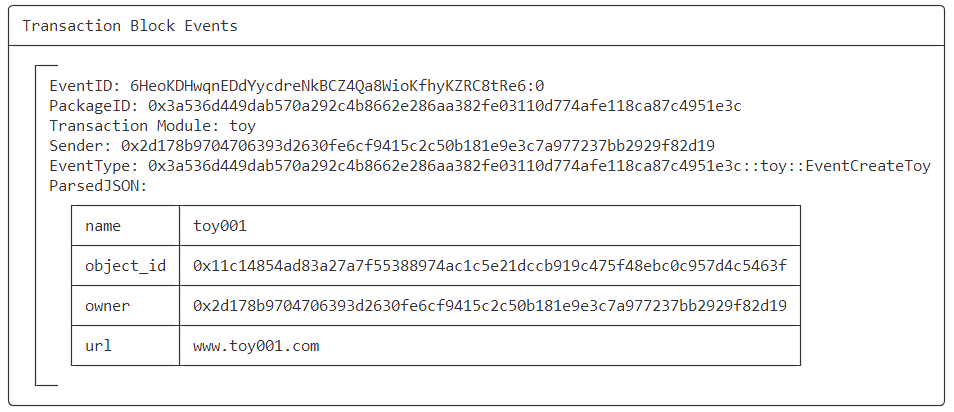 Transaction Block Events
EventID: 6HeoKDHwqnEDdYycdreNkBCZ4Qa8WioKfhyKZRC8tRe6:0
PackageID: 0x3a536d449dab570a292c4b8662e286aa382fe03110d774afe118ca87c4951e3c
Transaction Module: toy
Sender: 0x2d178b9704706393d2630fe6cf9415c2c50b181e9e3c7a977237bb2929f82d19
EventType: 0x3a536d449dab570a292c4b8662e286aa382fe03110d774afe118ca87c4951e3c::toy::EventCreateToy
ParsedJSON:
name toy001
object_id 0x11c14854ad83a27a7f55388974ac1c5e21dccb919c475f48ebc0c957d4c5463f
owner 0x2d178b9704706393d2630fe6cf9415c2c50b181e9e3c7a977237bb2929f82d19
url www.toy001.com